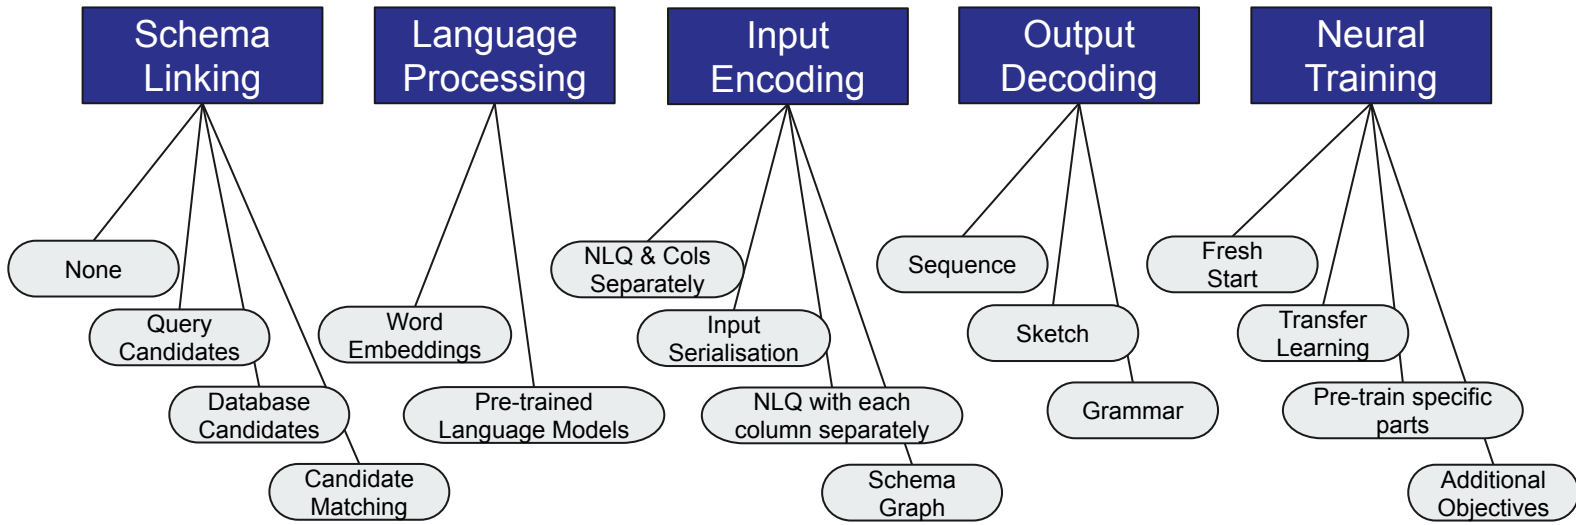 Schema
Linking
Language
Processing
Input
Encoding
Output
Decoding
Neural
Training
None
Query
Candidates
Database
Candidates
Candidate
Matching
Word
Embeddings
Pre-trained
Language Models
NLQ & Cols
Separately
Input
Serialisation
NLQ with each
column separately
Schema
Graph
Sequence
Sketch
Grammar
Fresh
Start
Transfer
Learning
Pre-train specific
parts
Additional
Objectives